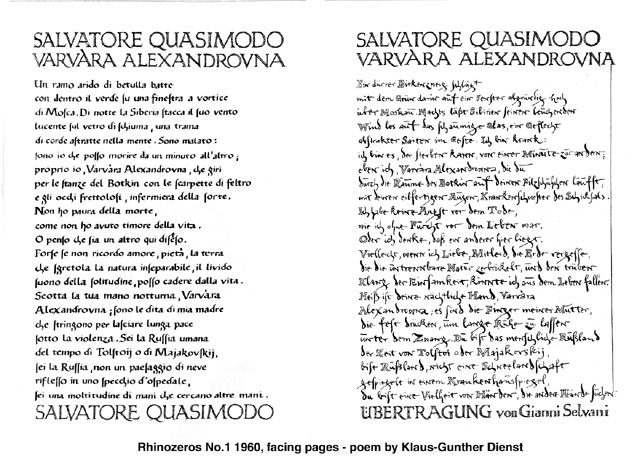 SALVATORE QUASIMODO
VARVÀRA ALEXANDROVNA
Un ramo arido di betulla batte
con dentro il verde su una finestra a vortice
di Mosca. Di notte la Siberia stacca il suo vento
lucente sul vetro di schiuma, una trama
di corde astratte nella mente. Sono malato:
sono io che posso morire da un minuto all'altro;
proprio io, Varvàra Alexandrovna, che giri
per le stanze del Botkin con le scarpette di feltro
e gli occhi frettolosi, infermiera della sorte.
Non ho paura della morte,
come non ho avuto timore della vita.
O penso che sia un altro qui disteso.
Forse se non ricordo amore, pietà, la terra
che sgretola la natura inseparabile, il livido
suono della solitudine, posso cadere dalla vita.
Scotta la tua mano notturna, Varvàra
Alexandrovna; sono le dita di mia madre
che stringono per lasciare lunga pace
sotto la violenza. Sei la Russia umana
del tempo di Tolstoij o di Majakovskij,
sei la Russia, non un paesaggio di neve
riflesso in uno specchio d'ospedale,
sei una moltitudine di mani che cercano altre mani.
SALVATORE QUASIMODO
SALVATORE QUASIMODO
VARVÀRA ALEXANDROVNA
Ein dürrer Birkenzweig schlägt
mit dem Grün darin auf ein Fenster abgründig hoch
über Moskau. Nachts läßt Sibirien seinen leuchtenden
Wind los auf das schaumige Glas, ein Geflecht
abstrakter Saiten im Geiste. Ich bin krank:
ich bin es, der sterben kann, von einer Minute zur andern;
eben ich, Varvàra Alexandrovna, die du
durch die Räume des Botkin auf deinen Filzschuhen läufst,
mit deinen eilfertigen Augen, Krankenschwester des Schicksals.
Ich habe keine Angst vor dem Tode,
wie ich ohne Furcht vor dem Leben war.
Oder ich denke, daß ein anderer hier liegt.
Vielleicht, wenn ich Liebe, Mitleid, die Erde vergesse,
die die untrennbare Natur zerbröckelt, und den trüben
Klang der Einsamkeit, könnte ich aus dem Leben fallen.
Heiß ist deine nächtliche Hand, Varvàra
Alexandrovna; es sind die Finger meiner Mutter,
die fest drücken, um lange Ruhe zu lassen
unter dem Zwang. Du bist das menschliche Rußland
der Zeit von Tolstoi oder Majakovskij,
bist Rußland, nicht eine Schneelandschaft
gespiegelt in einem Krankenhausspiegel,
du bist eine Vielheit von Händen, die andre Hände suchen.
ÜBERTRAGUNG von Gianni Selvani
Rhinozeros No.1 1960, facing pages - poem by Klaus-Gunther Dienst